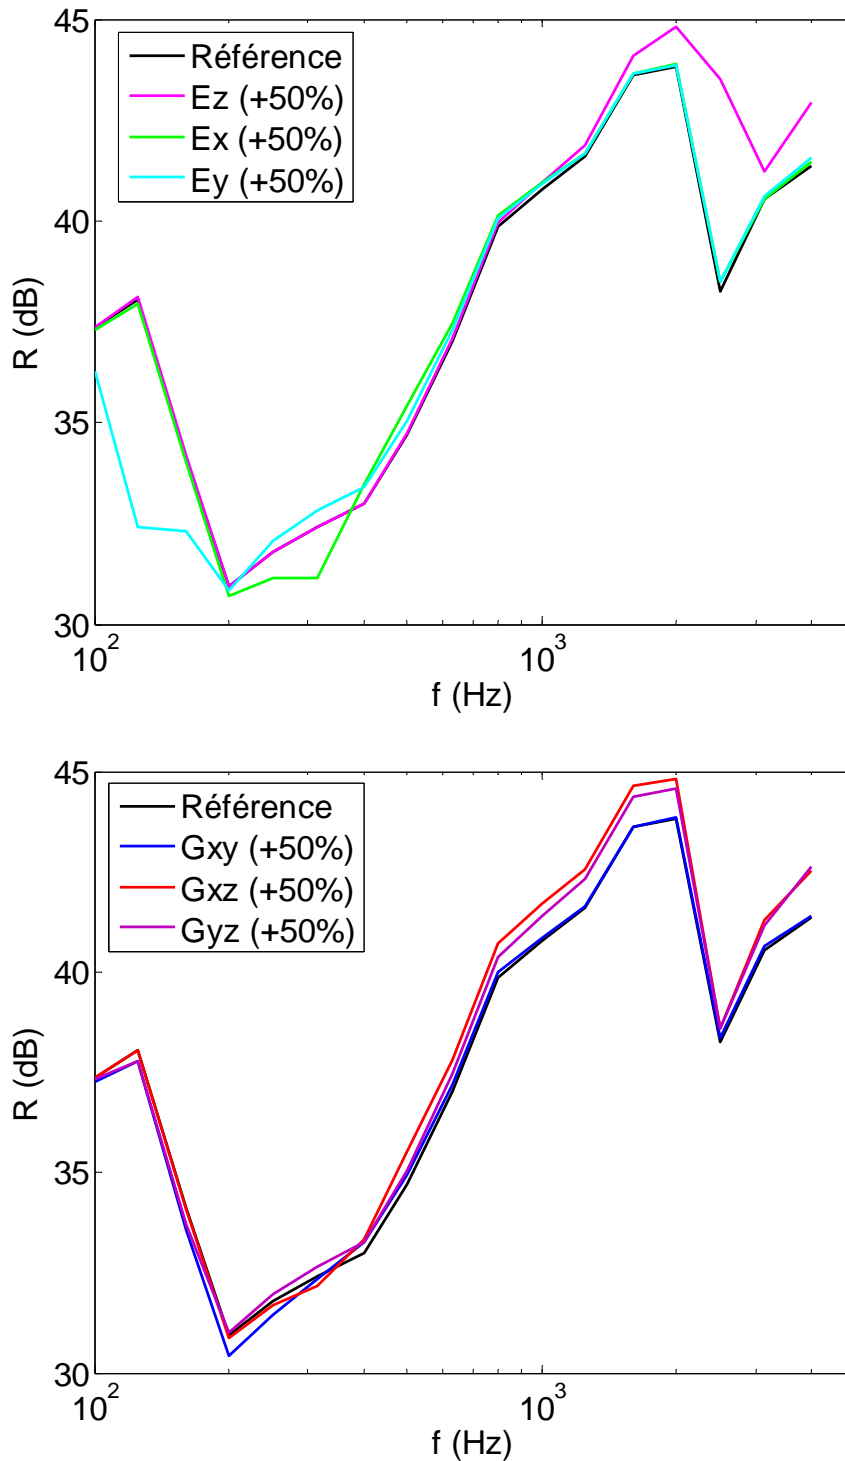 45
Référence
Ez (+50%)
Ex (+50%)
Ey (+50%)
40
R (dB)
35
30
10^2
10^3
f (Hz)
45
Référence
Gxy (+50%)
Gxz (+50%)
Gyz (+50%)
40
R (dB)
35
30
10^2
10^3
f (Hz)